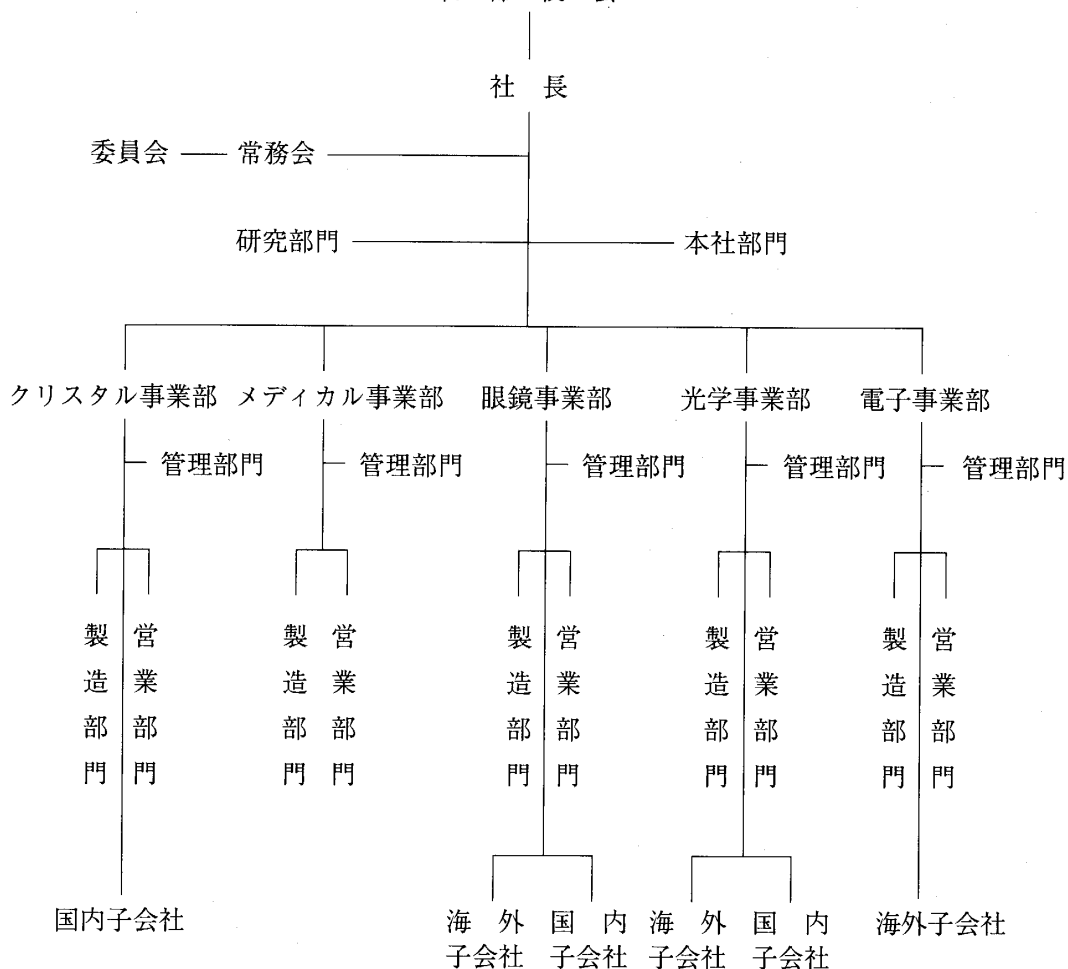 社 長
委員会 常務会
研究部門 本社部門
クリスタル事業部 メディカル事業部 眼鏡事業部 光学事業部 電子事業部
管理部門 管理部門 管理部門 管理部門 管理部門
製造部門 営業部門 製造部門 営業部門 製造部門 営業部門 製造部門 営業部門 製造部門 営業部門
国内子会社 海外子会社 国内子会社 海外子会社 国内子会社 海外子会社